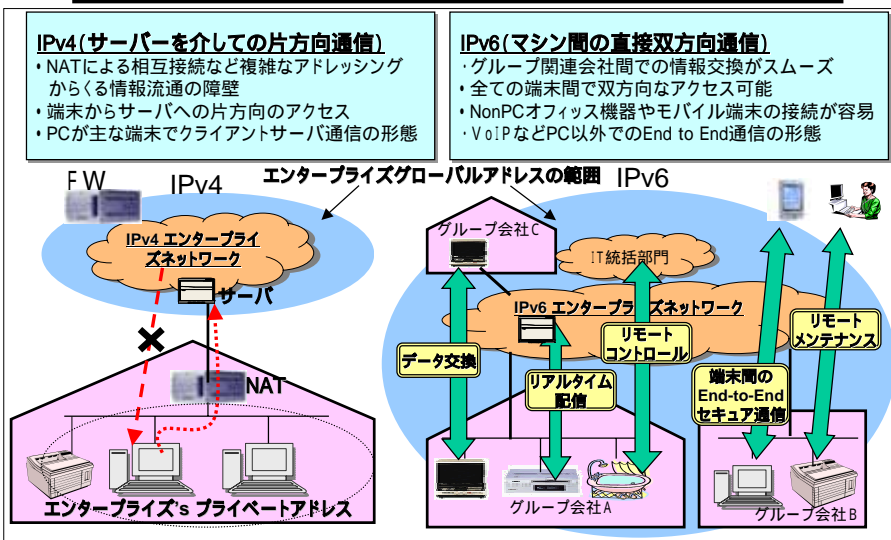 IPv4(サーバーを介しての片方向通信)
・NATによる相互接続など複雑なアドレッシング
からくる情報流通の障壁
・端末からサーバへの片方向のアクセス
・PCが主な端末でクライアントサーバ通信の形態
IPv6(マシン間の直接双方向通信)
・グループ関連会社間での情報交換がスムーズ
・全ての端末間で双方向なアクセス可能
・NonPCオフィッス機器やモバイル端末の接続が容易
・VoIPなどPC以外でのEnd to End通信の形態
FW
IPv4
エンタープライズグローバルアドレスの範囲
IPv6
IPv4 エンタープライ
ズネットワーク
サーバ
NAT
エンタープライズ's プライベートアドレス
グループ会社C
IT統括部門
IPv6 エンタープライズネットワーク
データ交換
リアルタイム
配信
リモート
コントロール
端末間の
End-to-End
セキュア通信
リモート
メンテナンス
グループ会社A
グループ会社B